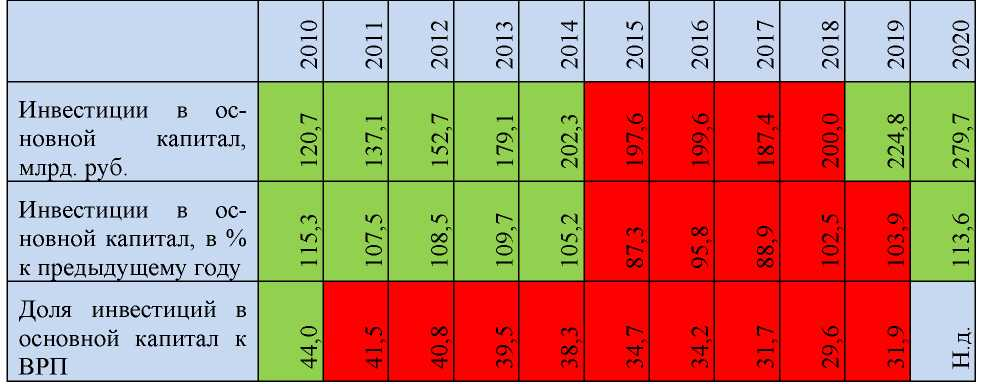 2010 2011 2012 2013 2014 2015 2016 2017 2018 2019 2020
Инвестиции в ос-
новной капитал,
млрд. руб.
120,7 137,1 152,7 179,1 202,3 197,6 199,6 187,4 200,0 224,8 279,7
Инвестиции в ос-
новной капитал, в %
к предыдущему году
115,3 107,5 108,5 109,7 105,2 87,3 95,8 88,9 102,5 103,9 113,6
Доля инвестиций в
основной капитал к
ВРП
44,0 41,5 40,8 39,5 38,3 34,7 34,2 31,7 29,6 31,9 Н.д.